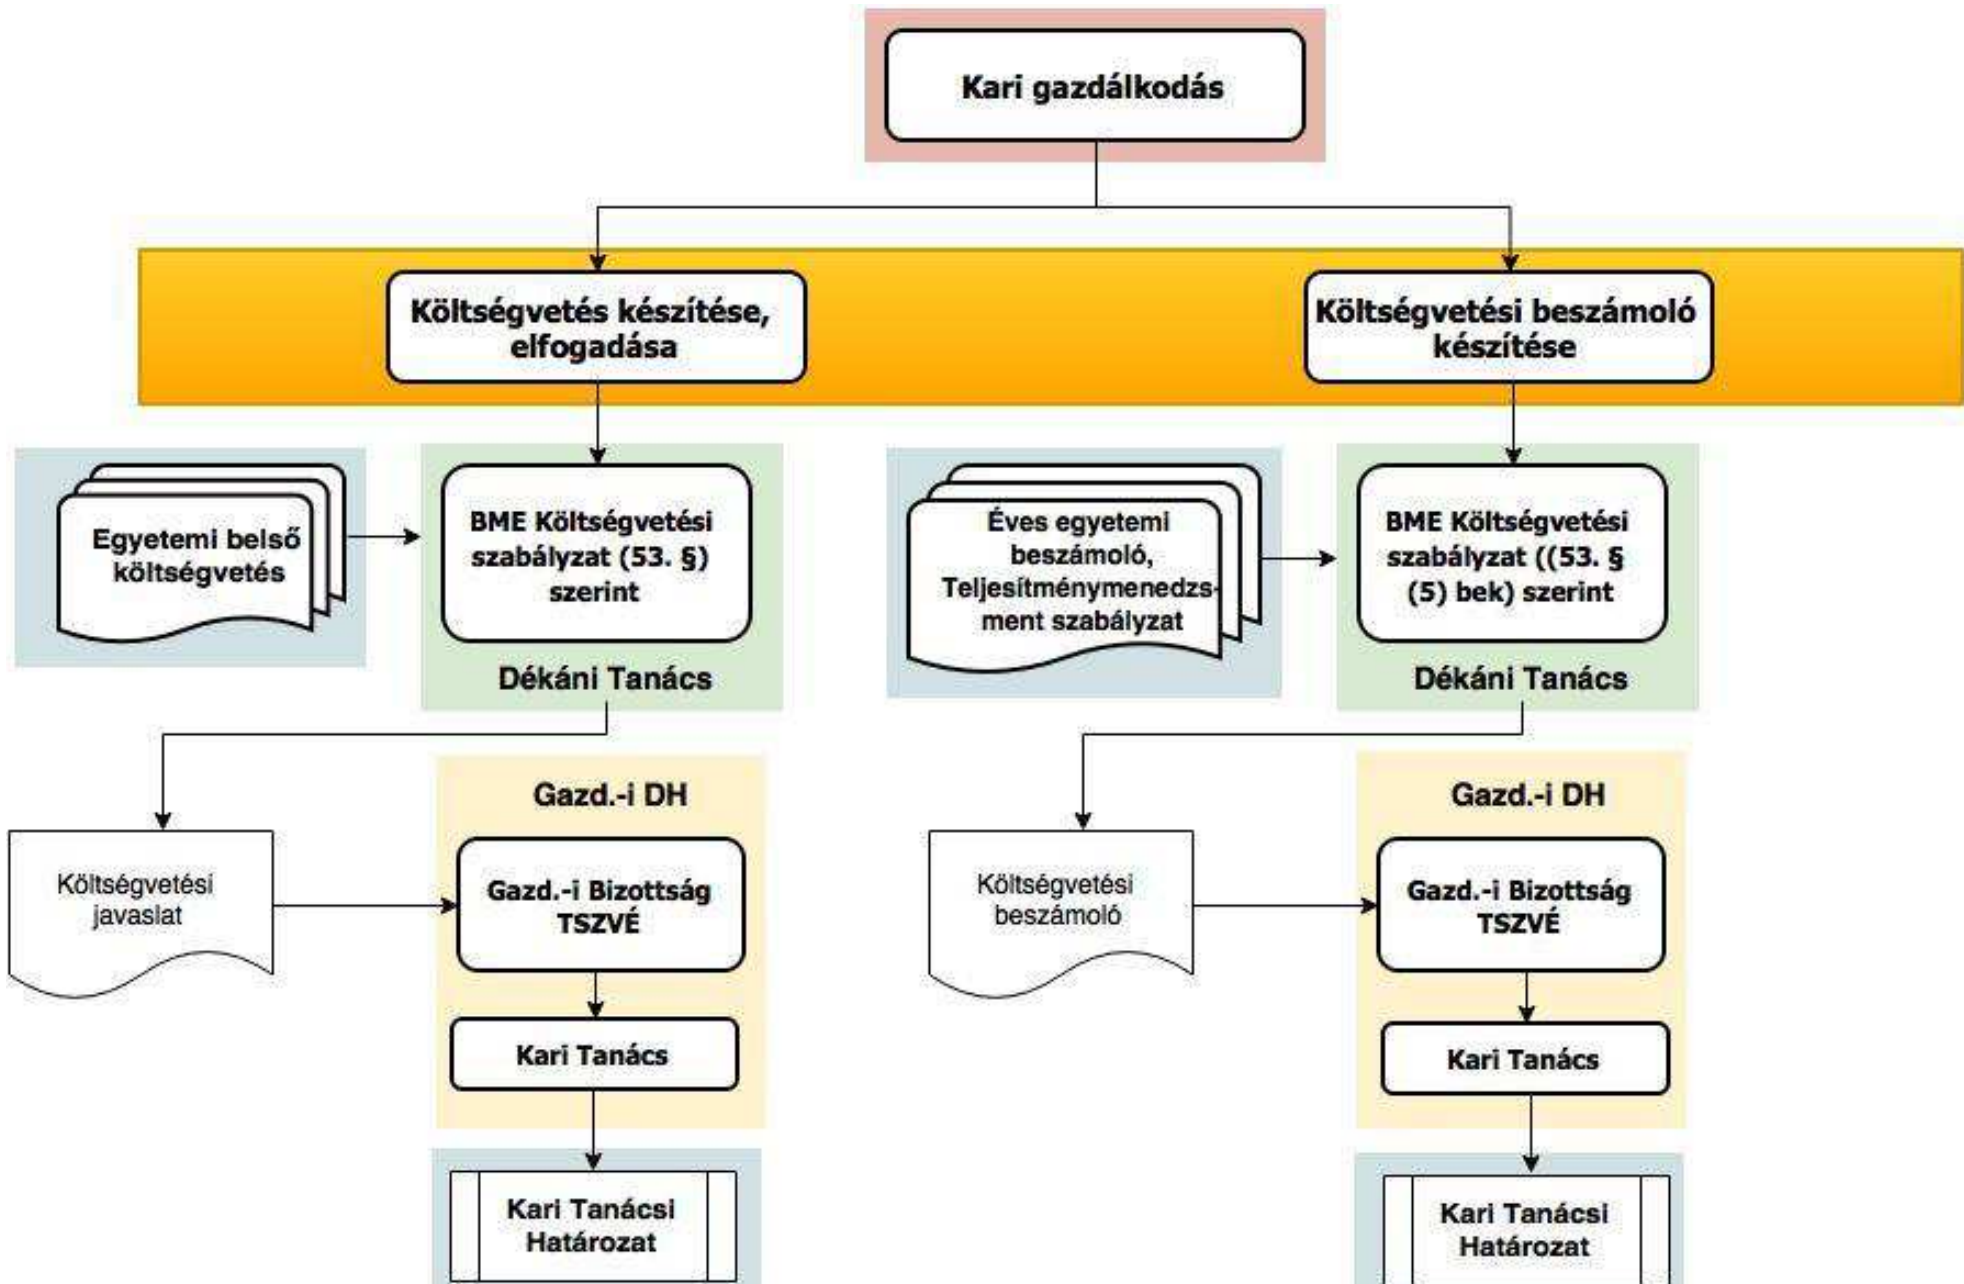 Kari gazdálkodás
Költségvetés készítése,
elfogadása
Költségvetési beszámoló
készítése
Egyetemi belső
költségvetés
BME Költségvetési
szabályzat (53. §)
szerint
Dékáni Tanács
Éves egyetemi
beszámoló,
Teljesítménymenedzs-
ment szabályzat
BME Költségvetési
szabályzat ((53. §
(5) bek) szerint
Dékáni Tanács
Költségvetési
javaslat
Gazd.-i DH
Gazd.-i Bizottság
TSZVÉ
Kari Tanács
Kari Tanácsi
Határozat
Költségvetési
beszámoló
Gazd.-i DH
Gazd.-i Bizottság
TSZVÉ
Kari Tanács
Kari Tanácsi
Határozat